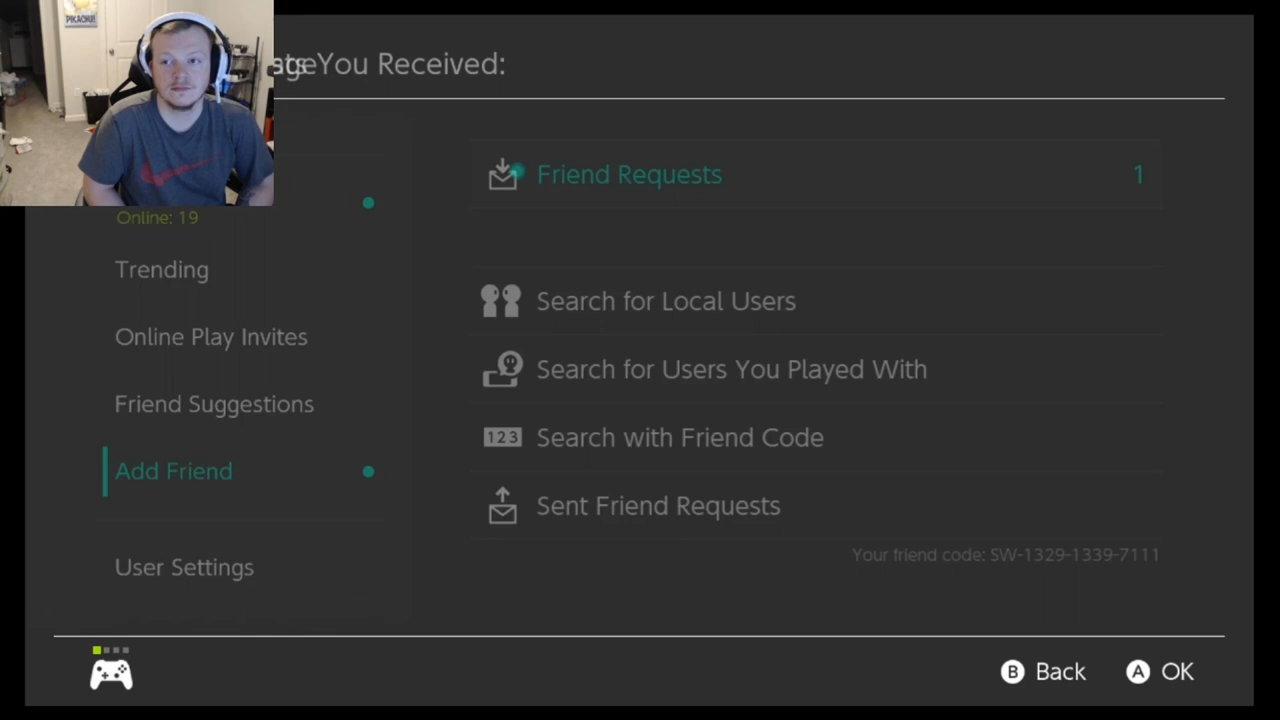 PIKACHU!
You Received:
Online: 19
Trending
Online Play Invites
Friend Suggestions
Add Friend
User Settings
Friend Requests 1
Search for Local Users
Search for Users You Played With
123 Search with Friend Code
Sent Friend Requests
Your friend code: SW-1329-1339-7111
B Back A OK